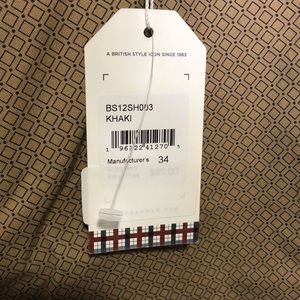 A BRITISH STYLE ICON SINCE 1963
BS12SH003
KHAKI
1 96122 41270 5
Manufacturer's 34